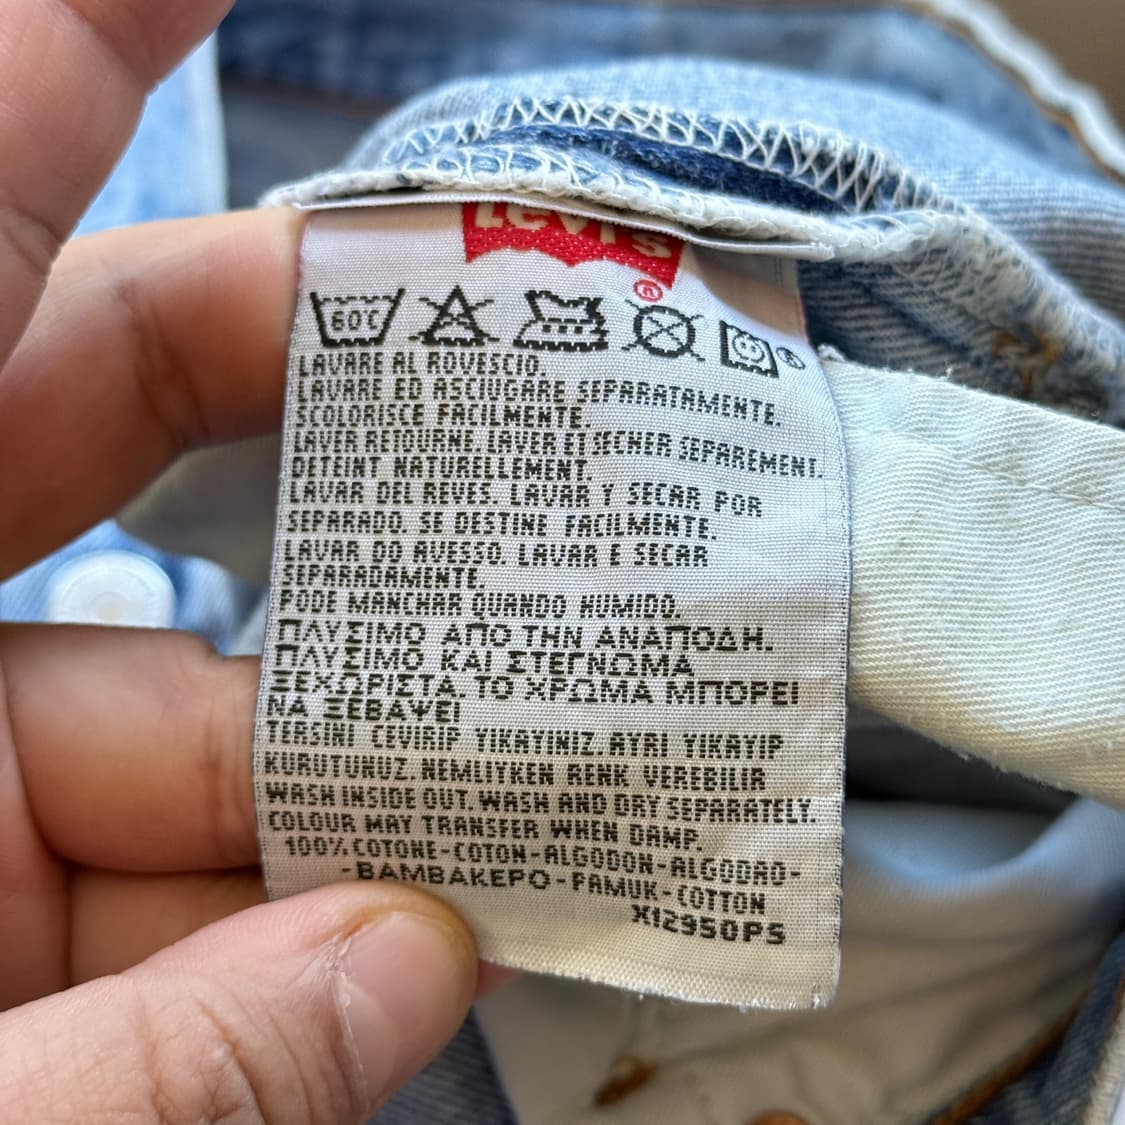 Levi's
®
60C
®
LAVARE AL ROVESCIO.
LAVARE ED ASCIUGARE SEPARATAMENTE.
SCOLORISCE FACILMENTE.
LAVER RETOURNE. LAVER ET SECHER SEPAREMENT.
DETEINT NATURELLEMENT.
LAVAR DEL REVES. LAVAR Y SECAR POR
SEPARADO. SE DESTINE FACILMENTE.
LAVAR DO AVESSO. LAVAR E SECAR
SEPARADAMENTE.
PODE MANCHAR QUANDO HUMIDO.
ΠΛΥΣΙΜΟ ΑΠΟ ΤΗΝ ΑΝΑΠΟΔΗ.
ΠΛΥΣΙΜΟ ΚΑΙ ΣΤΕΓΝΩΜΑ
ΞΕΧΩΡΙΣΤΑ. ΤΟ ΧΡΩΜΑ ΜΠΟΡΕΙ
ΝΑ ΞΕΒΑΨΕΙ
TERSINI CEVIRIP YIKAYINIZ. AYRI YIKAYIP
KURUTUNUZ. NEMLIYKEN RENK VEREBILIR
WASH INSIDE OUT. WASH AND DRY SEPARATELY.
COLOUR MAY TRANSFER WHEN DAMP.
100% COTONE-COTON-ALGODON-ALGODAO-
-ΒΑΜΒΑΚΕΡΟ-PAMUK-COTTON
X12950PS